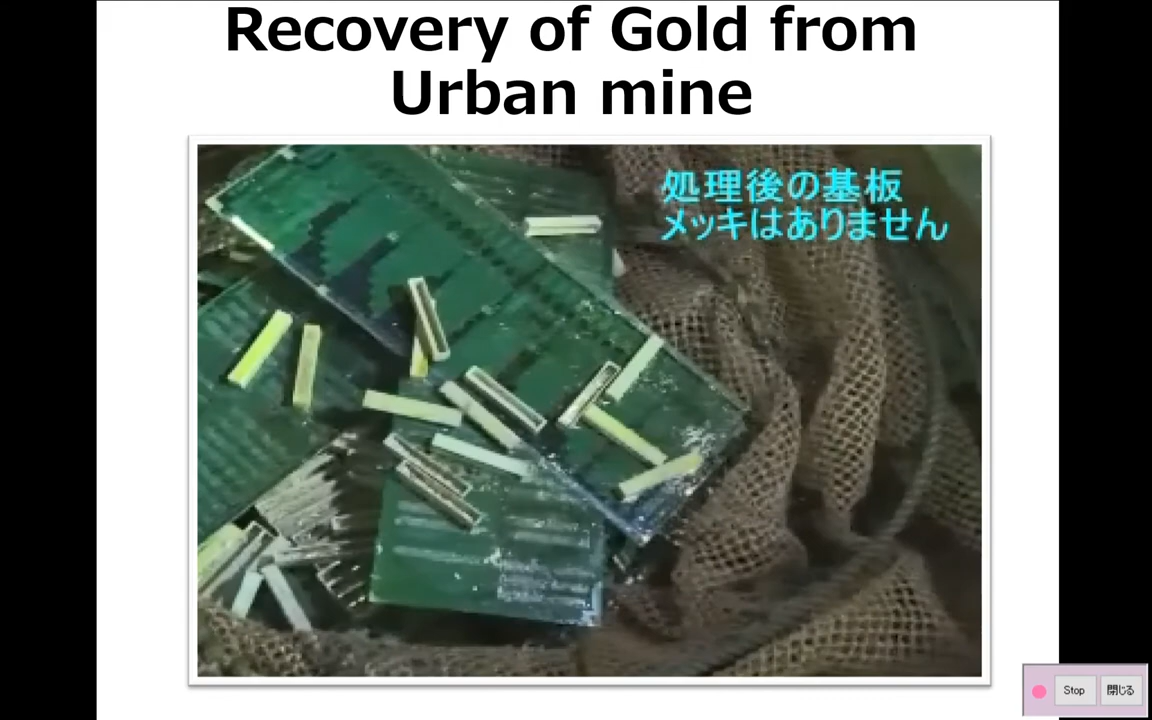 Recovery of Gold from
Urban mine
処理後の基板
メッキはありません
Stop
閉じる